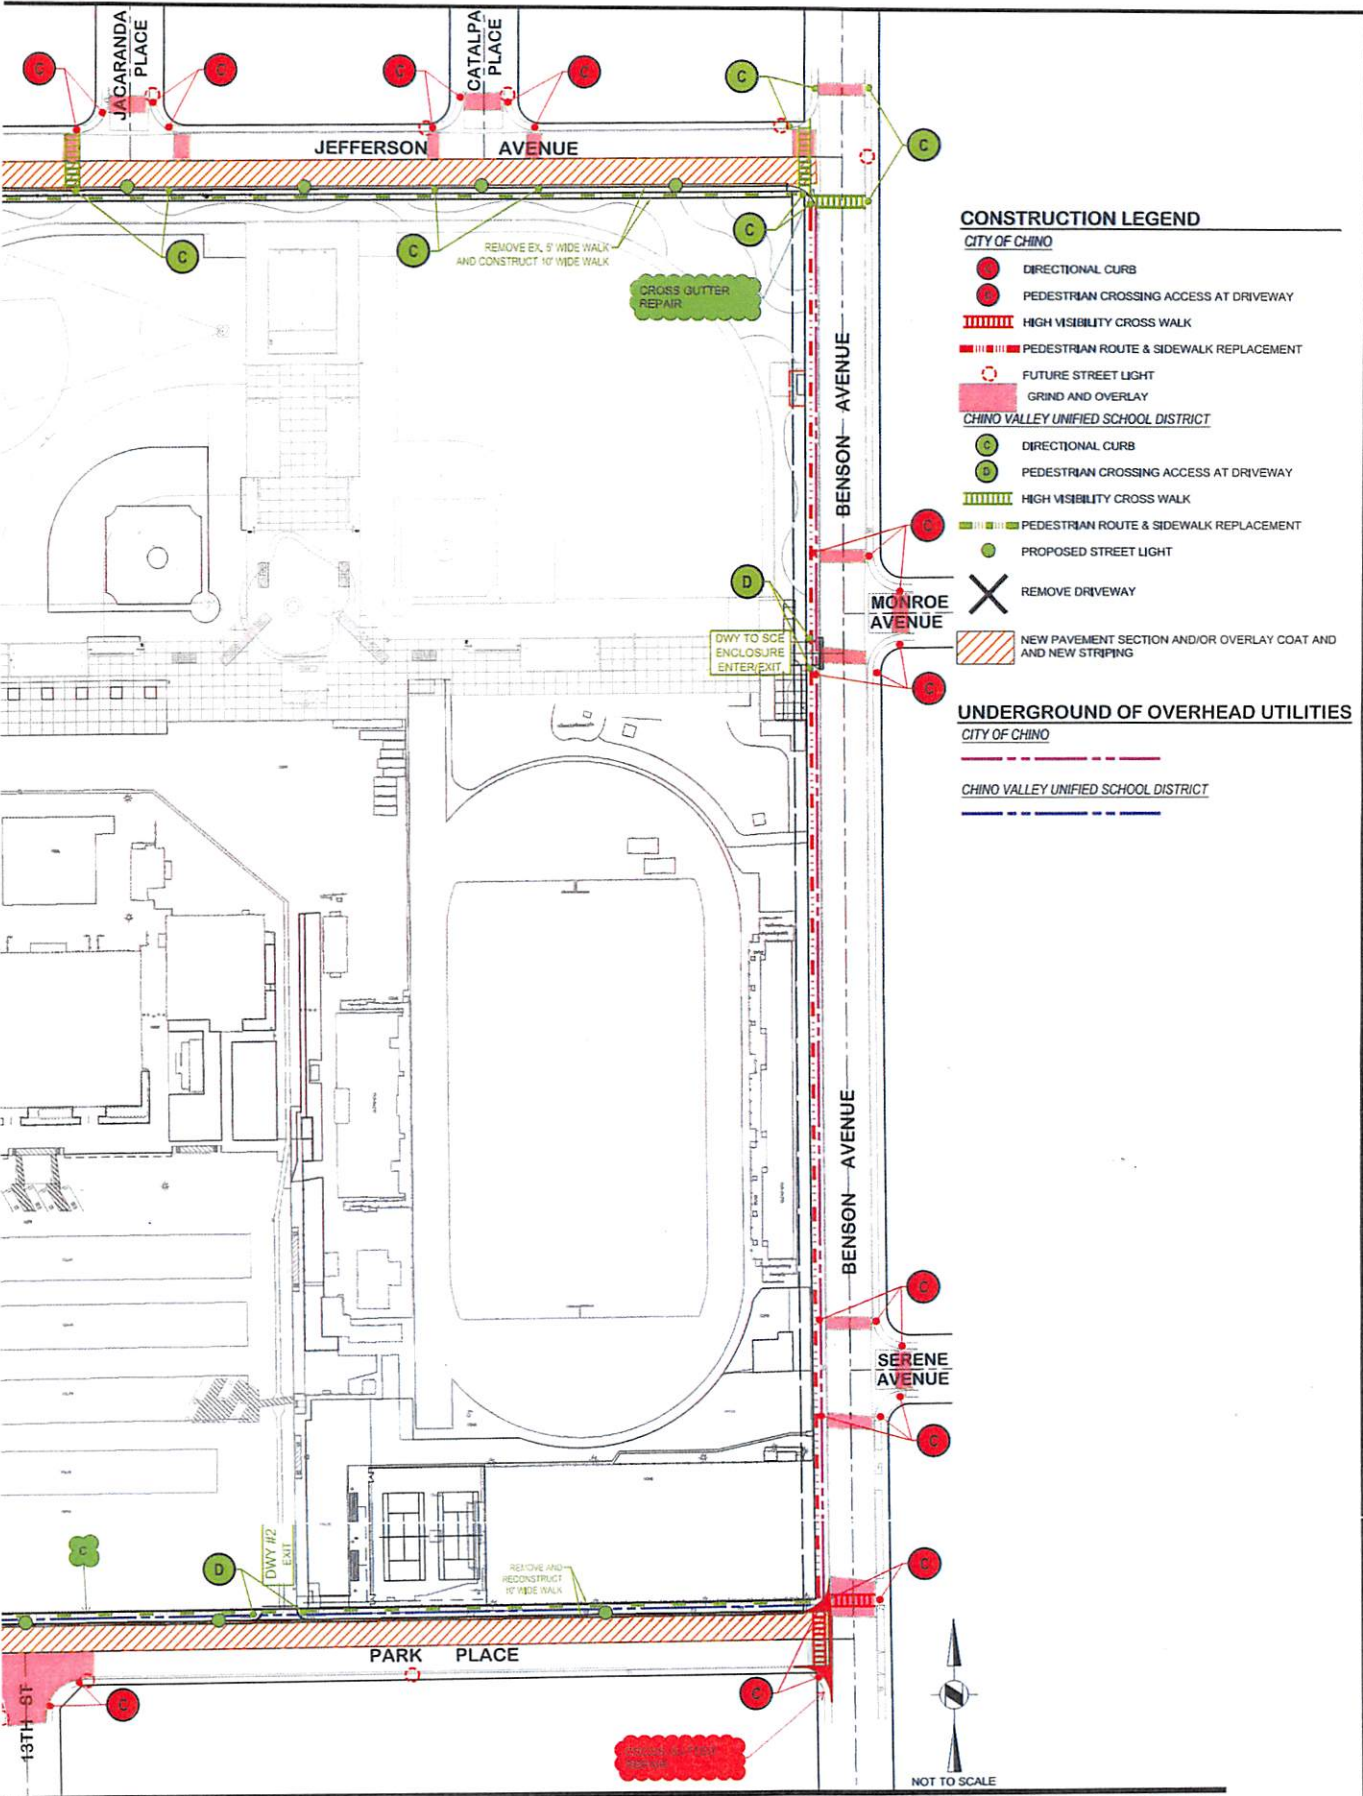 JACARANDA
PLACE
CATALPA
PLACE
C
C
C
C
C
C
JEFFERSON AVENUE
C
C
C
REMOVE EX. 5' WIDE WALK
AND CONSTRUCT 10' WIDE WALK
CROSS GUTTER
REPAIR
BENSON AVENUE
C
D
MONROE
AVENUE
DWY TO SCE
ENCLOSURE
ENTER/EXIT
C
BENSON AVENUE
C
SERENE
AVENUE
C
C
DWY #2
EXIT
D
REMOVE AND
RECONSTRUCT
10' WIDE WALK
C
PARK PLACE
13TH ST
C
C
CONSTRUCTION LEGEND
CITY OF CHINO
DIRECTIONAL CURB
PEDESTRIAN CROSSING ACCESS AT DRIVEWAY
HIGH VISIBILITY CROSS WALK
PEDESTRIAN ROUTE & SIDEWALK REPLACEMENT
FUTURE STREET LIGHT
GRIND AND OVERLAY
CHINO VALLEY UNIFIED SCHOOL DISTRICT
C DIRECTIONAL CURB
D PEDESTRIAN CROSSING ACCESS AT DRIVEWAY
HIGH VISIBILITY CROSS WALK
PEDESTRIAN ROUTE & SIDEWALK REPLACEMENT
PROPOSED STREET LIGHT
REMOVE DRIVEWAY
NEW PAVEMENT SECTION AND/OR OVERLAY COAT AND
AND NEW STRIPING
UNDERGROUND OF OVERHEAD UTILITIES
CITY OF CHINO
CHINO VALLEY UNIFIED SCHOOL DISTRICT
NOT TO SCALE